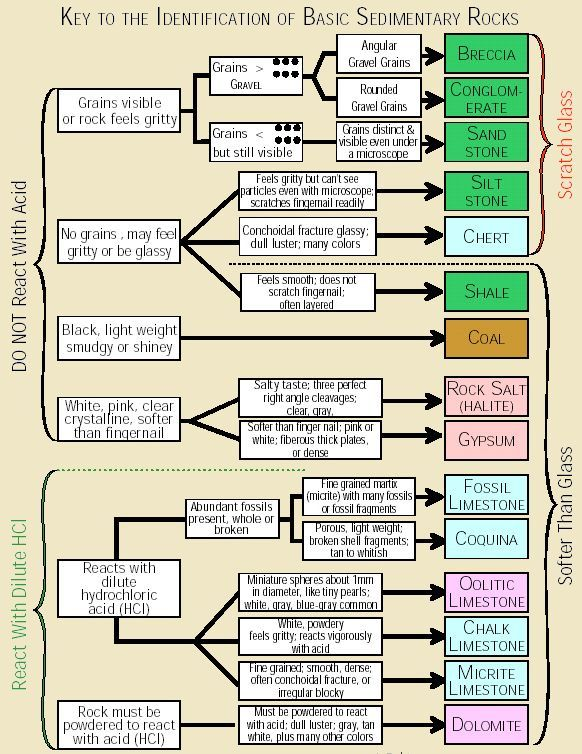 KEY TO THE IDENTIFICATION OF BASIC SEDIMENTARY ROCKS
DO NOT React With Acid
Grains visible
or rock feels gritty
Grains >
GRAVEL
Angular
Gravel Grains
BRECCIA
Rounded
Gravel Grains
CONGLOM-
ERATE
Grains <
but still visible
Grains distinct &
visible even under
a microscope
SAND
STONE
Scratch Glass
No grains , may feel
gritty or be glassy
Feels gritty but can't see
particles even with microscope;
scratches fingernail readily
SILT
STONE
Conchoidal fracture glassy;
dull luster; many colors
CHERT
Feels smooth; does not
scratch fingernail;
often layered
SHALE
Black, light weight
smudgy or shiney
COAL
White, pink, clear
crystalline, softer
than fingernail
Salty taste; three perfect
right angle cleavages;
clear, gray,
ROCK SALT
(HALITE)
Softer than finger nail; pink or
white; fiberous thick plates,
or dense
GYPSUM
Softer Than Glass
React With Dilute HCl
Reacts with
dilute
hydrochloric
acid (HCl)
Abundant fossils
present, whole or
broken
Fine grained martix
(micrite) with many fossils
or fossil fragments
FOSSIL
LIMESTONE
Porous, light weight;
broken shell fragments;
tan to whitish
COQUINA
Miniature spheres about 1mm
in diameter, like tiny pearls;
white, gray, blue-gray common
OOLITIC
LIMESTONE
White, powdery
feels gritty; reacts vigorously
with acid
CHALK
LIMESTONE
Fine grained; smooth, dense;
often conchoidal fracture, or
irregular blocky
MICRITE
LIMESTONE
Rock must be
powdered to react
with acid (HCl)
Must be powdered to react
with acid; dull luster; gray, tan
white, plus many other colors
DOLOMITE